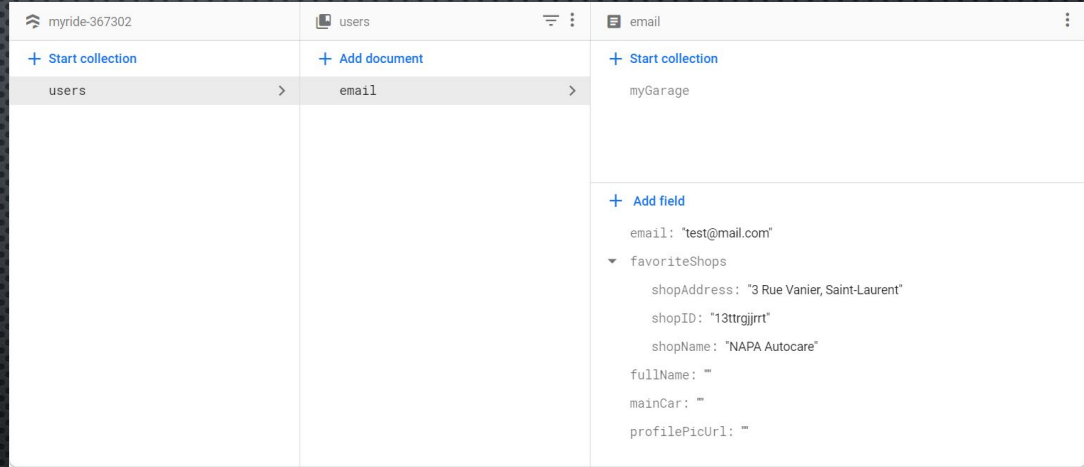 myride-367302
users
email
+ Start collection
+ Add document
+ Start collection
users
email
myGarage
+ Add field
email: "test@mail.com"
favoriteShops
shopAddress: "3 Rue Vanier, Saint-Laurent"
shopID: "13ttrgjjrrt"
shopName: "NAPA Autocare"
fullName: ""
mainCar: ""
profilePicUrl: ""